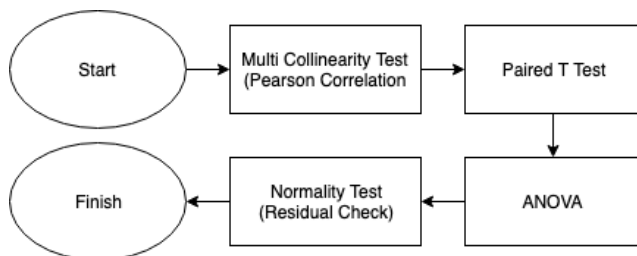 Start
Multi Collinearity Test
(Pearson Correlation
Paired T Test
ANOVA
Normality Test
(Residual Check)
Finish